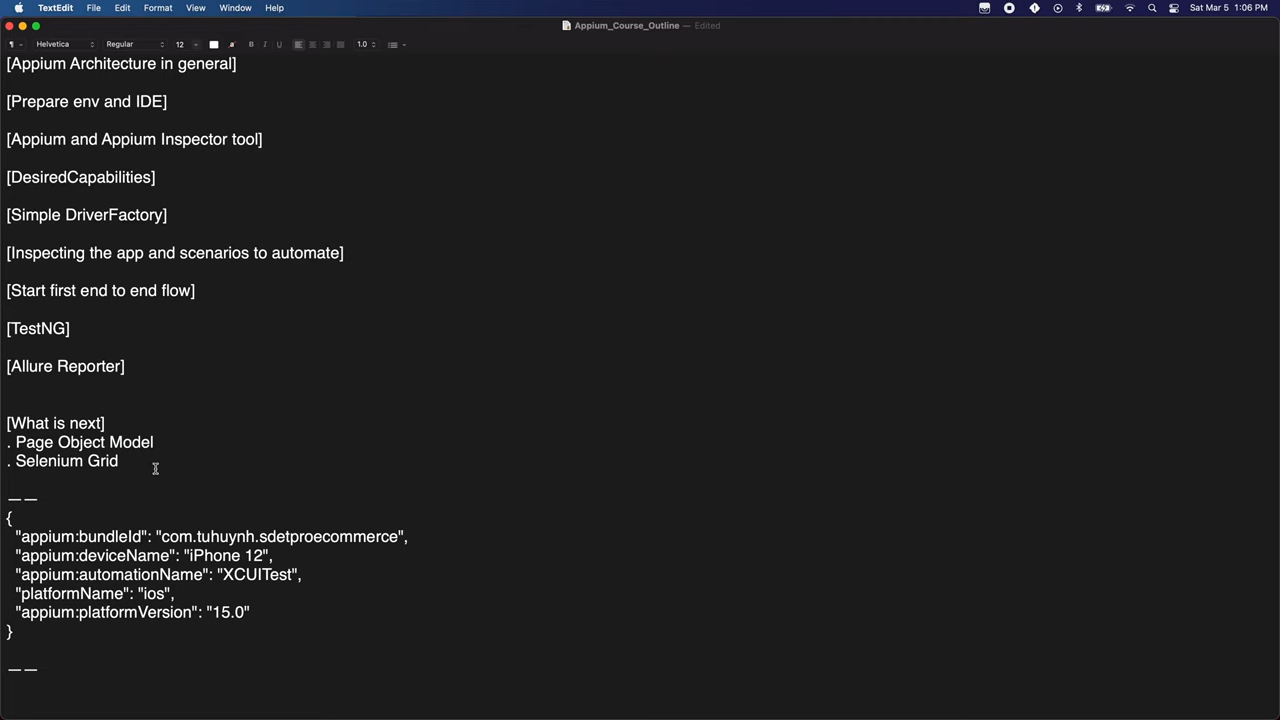 TextEdit File Edit Format View Window Help Sat Mar 5 1:06 PM
Appium_Course_Outline — Edited
¶ Helvetica Regular 12 a B I U 1.0
[Appium Architecture in general]
[Prepare env and IDE]
[Appium and Appium Inspector tool]
[DesiredCapabilities]
[Simple DriverFactory]
[Inspecting the app and scenarios to automate]
[Start first end to end flow]
[TestNG]
[Allure Reporter]
[What is next]
. Page Object Model
. Selenium Grid
——
{
"appium:bundleId": "com.tuhuynh.sdetproecommerce",
"appium:deviceName": "iPhone 12",
"appium:automationName": "XCUITest",
"platformName": "ios",
"appium:platformVersion": "15.0"
}
——